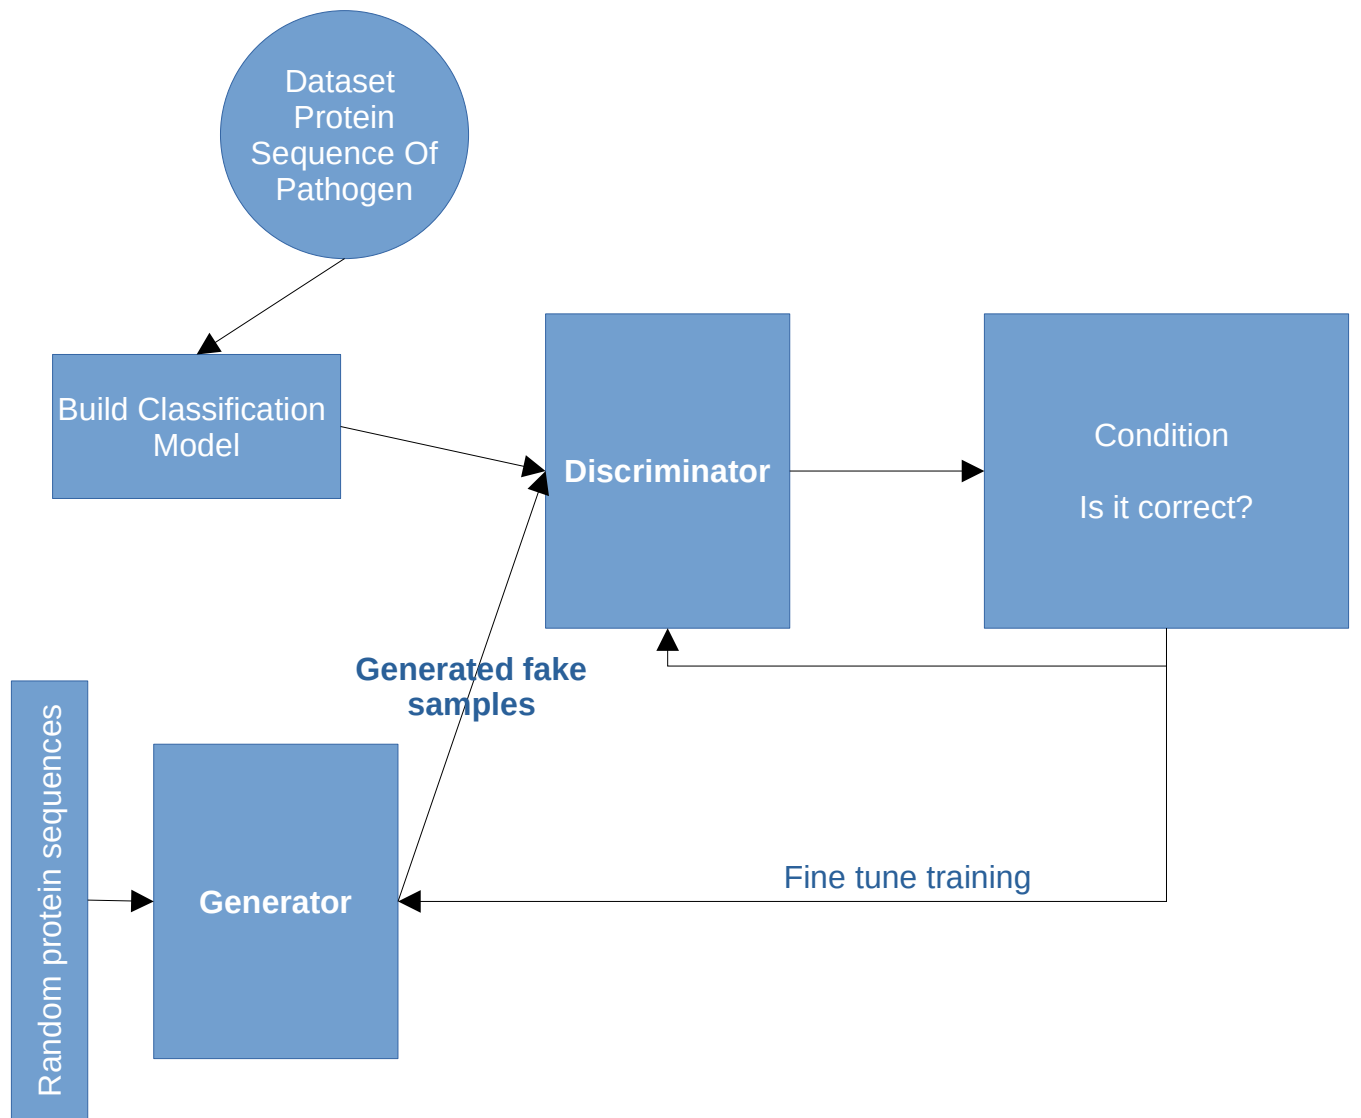 Dataset
Protein
Sequence Of
Pathogen
Build Classification
Model
Discriminator
Condition
Is it correct?
Generated fake
samples
Random protein sequences
Generator
Fine tune training